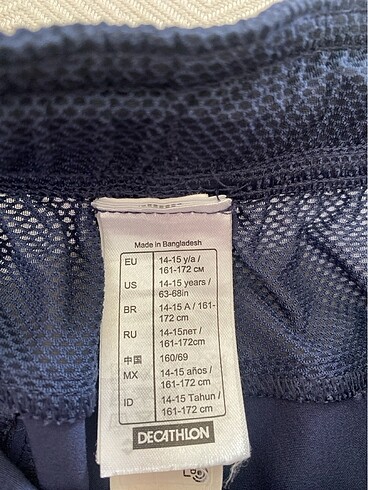 Made in Bangladesh
EU 14-15 y/a /
161-172 см
US 14-15 years /
63-68in
BR 14-15 A / 161-
172 cm
RU 14-15лет /
161-172cm
中国 160/69
MX 14-15 años /
161-172 cm
ID 14-15 Tahun /
161-172 cm
DECATHLON